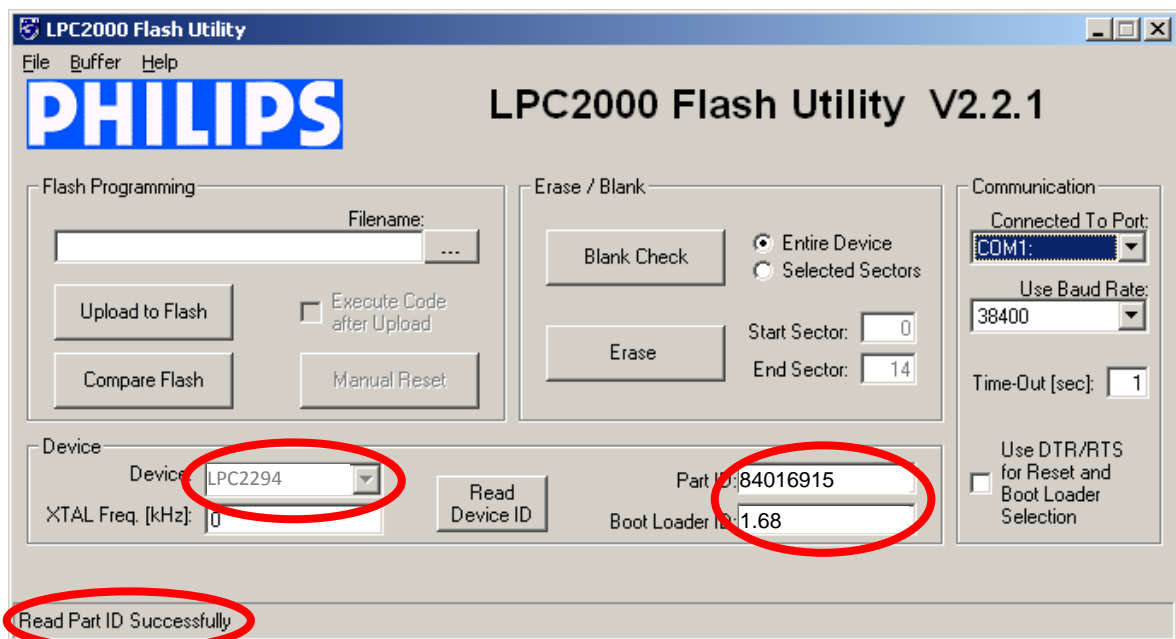 LPC2000 Flash Utility
File Buffer Help
PHILIPS
LPC2000 Flash Utility V2.2.1
Flash Programming
Filename:
...
Upload to Flash
Execute Code
after Upload
Compare Flash
Manual Reset
Erase / Blank
Blank Check
Entire Device
Selected Sectors
Erase
Start Sector: 0
End Sector: 14
Communication
Connected To Port:
COM1:
Use Baud Rate:
38400
Time-Out [sec]: 1
Use DTR/RTS
for Reset and
Boot Loader
Selection
Device
Device: LPC2294
XTAL Freq. [kHz]: 0
Read
Device ID
Part ID: 84016915
Boot Loader ID: 1.68
Read Part ID Successfully